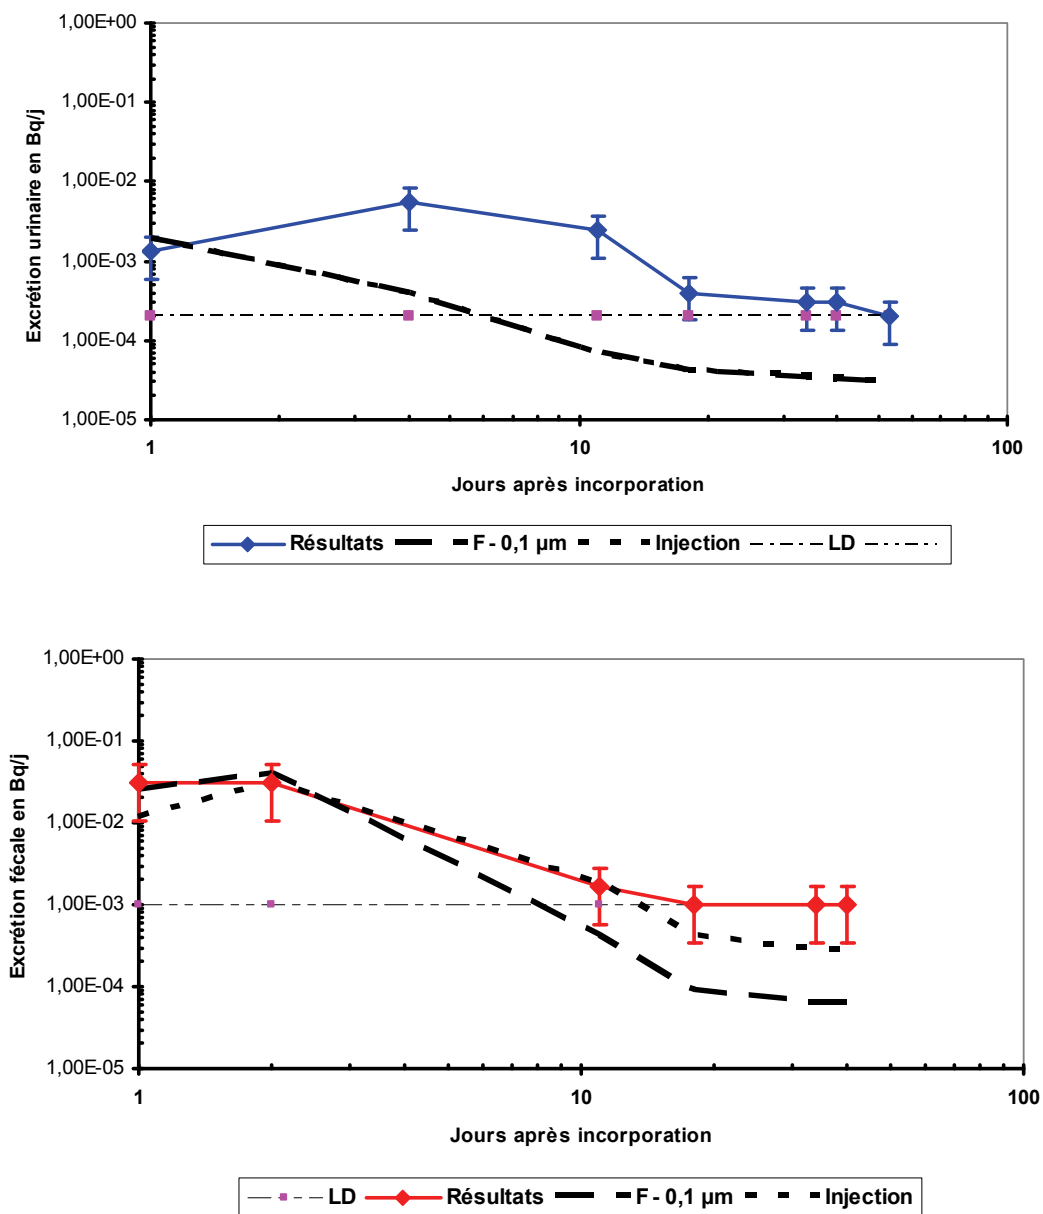 Excrétion urinaire en Bq/j
1,00E+00
1,00E-01
1,00E-02
1,00E-03
1,00E-04
1,00E-05
1 10 100
Jours après incorporation
Résultats F - 0,1 µm Injection LD
Excrétion fécale en Bq/j
1,00E+00
1,00E-01
1,00E-02
1,00E-03
1,00E-04
1,00E-05
1 10 100
Jours après incorporation
LD Résultats F - 0,1 µm Injection